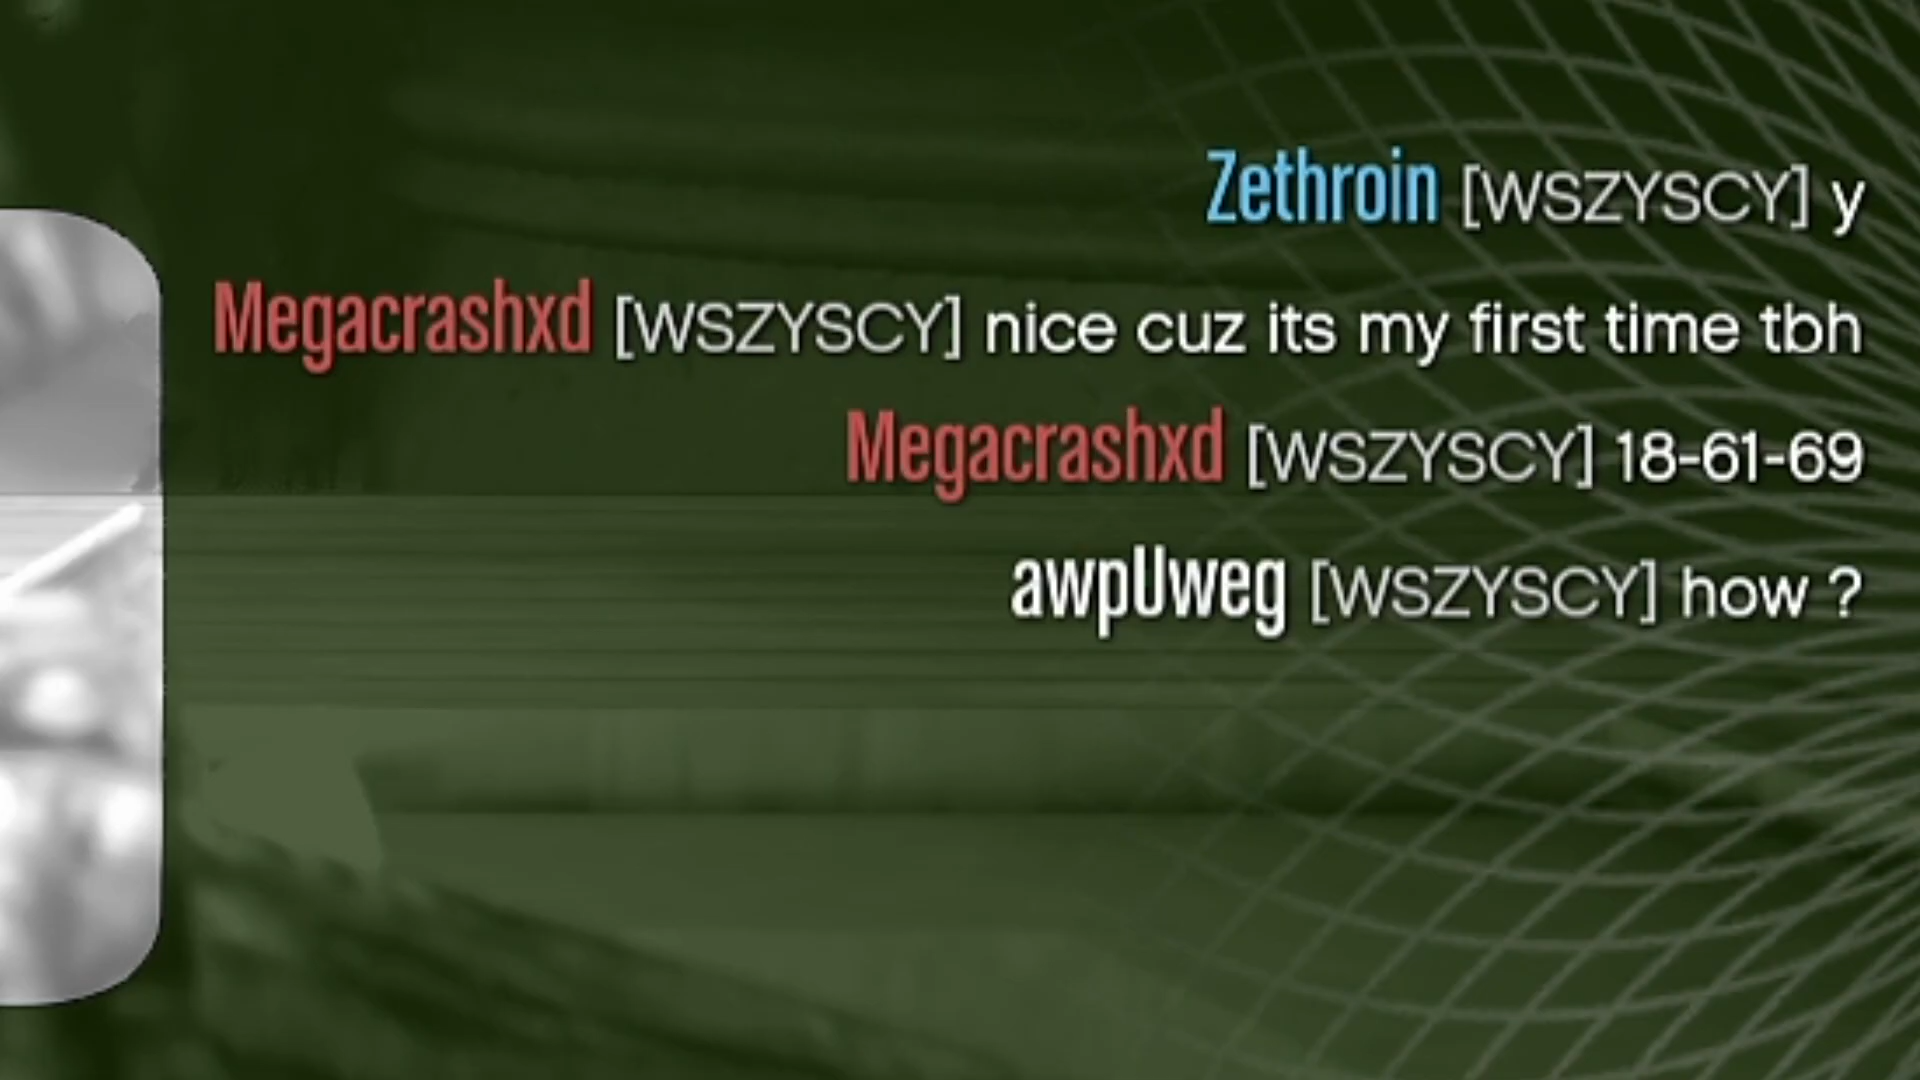 Zethroin [WSZYSCY] y
Megacrashxd [WSZYSCY] nice cuz its my first time tbh
Megacrashxd [WSZYSCY] 18-61-69
awpUweg [WSZYSCY] how ?